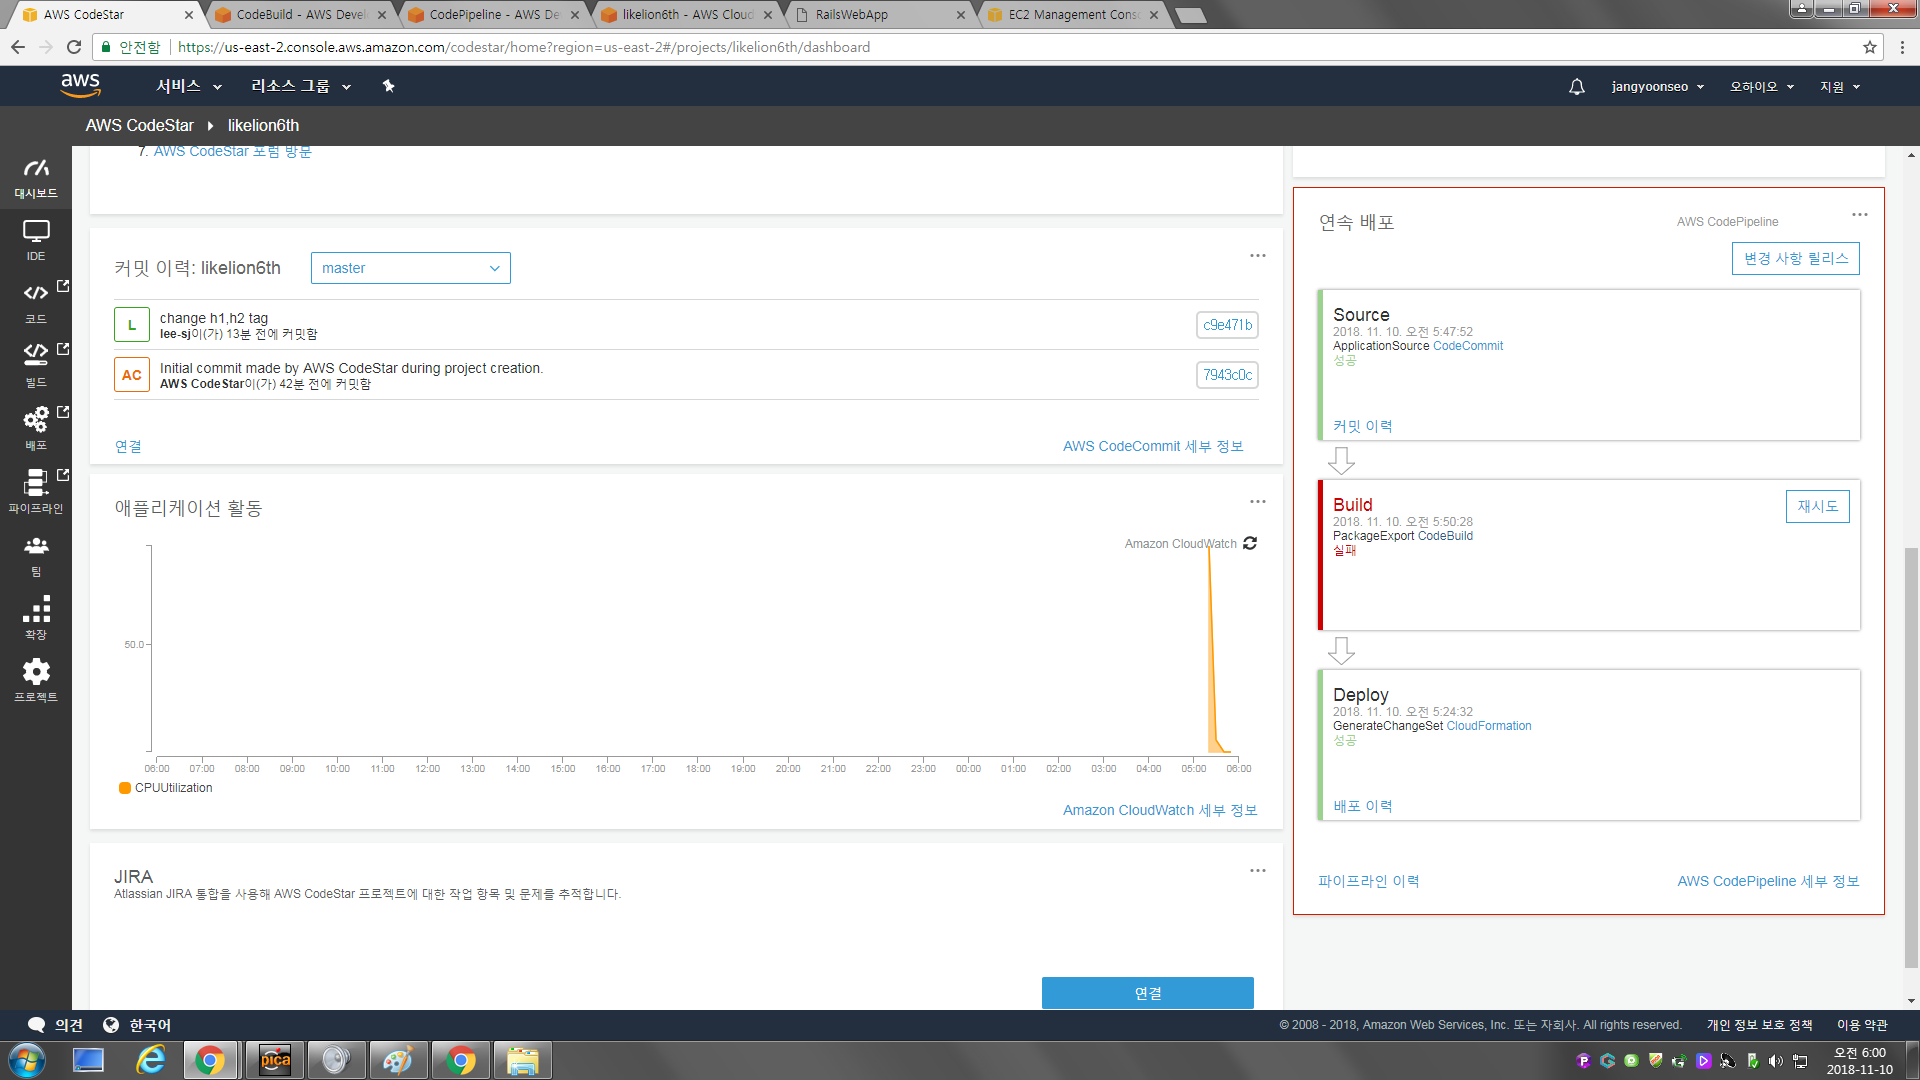 AWS CodeStar
CodeBuild - AWS Devel
CodePipeline - AWS De
likelion6th - AWS Cloud
RailsWebApp
EC2 Management Conso
안전함
https://us-east-2.console.aws.amazon.com/codestar/home?region=us-east-2#/projects/likelion6th/dashboard
aws
서비스
리소스 그룹
jangyoonseo
오하이오
지원
AWS CodeStar
likelion6th
대시보드
IDE
코드
빌드
배포
파이프라인
팀
확장
프로젝트
7. AWS CodeStar 포럼 방문
커밋 이력: likelion6th
master
L
change h1,h2 tag
lee-sj이(가) 13분 전에 커밋함
c9e471b
AC
Initial commit made by AWS CodeStar during project creation.
AWS CodeStar이(가) 42분 전에 커밋함
7943c0c
연결
AWS CodeCommit 세부 정보
애플리케이션 활동
Amazon CloudWatch
50.0
06:00 07:00 08:00 09:00 10:00 11:00 12:00 13:00 14:00 15:00 16:00 17:00 18:00 19:00 20:00 21:00 22:00 23:00 00:00 01:00 02:00 03:00 04:00 05:00 06:00
CPUUtilization
Amazon CloudWatch 세부 정보
JIRA
Atlassian JIRA 통합을 사용해 AWS CodeStar 프로젝트에 대한 작업 항목 및 문제를 추적합니다.
연결
연속 배포
AWS CodePipeline
변경 사항 릴리스
Source
2018. 11. 10. 오전 5:47:52
ApplicationSource CodeCommit
성공
커밋 이력
Build
재시도
2018. 11. 10. 오전 5:50:28
PackageExport CodeBuild
실패
Deploy
2018. 11. 10. 오전 5:24:32
GenerateChangeSet CloudFormation
성공
배포 이력
파이프라인 이력
AWS CodePipeline 세부 정보
의견
한국어
© 2008 - 2018, Amazon Web Services, Inc. 또는 자회사. All rights reserved.
개인 정보 보호 정책
이용 약관
pica
오전 6:00
2018-11-10